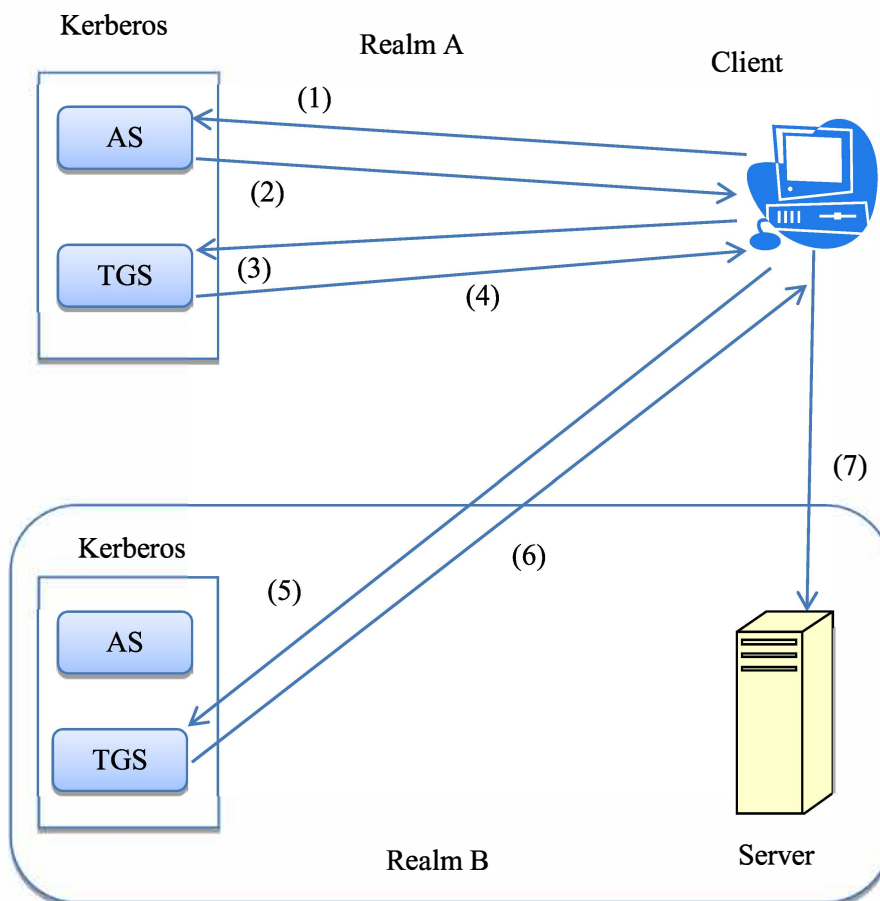 Kerberos
Realm A
Client
(1)
AS
(2)
TGS
(3)
(4)
(7)
Kerberos
(6)
(5)
AS
TGS
Realm B
Server